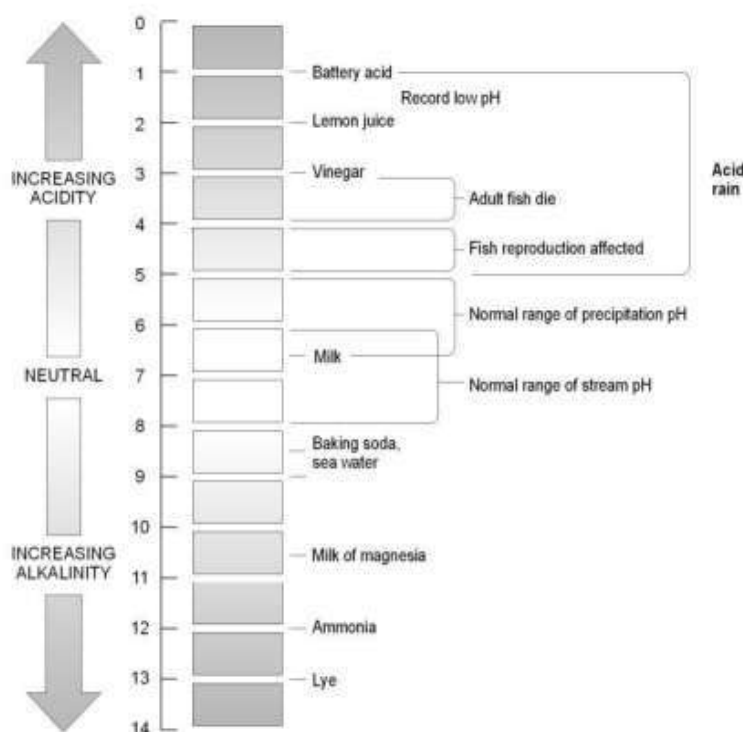 0
1
2
3
4
5
6
7
8
9
10
11
12
13
14
INCREASING
ACIDITY
NEUTRAL
INCREASING
ALKALINITY
Battery acid
Record low pH
Lemon juice
Vinegar
Adult fish die
Acid
rain
Fish reproduction affected
Normal range of precipitation pH
Milk
Normal range of stream pH
Baking soda,
sea water
Milk of magnesia
Ammonia
Lye